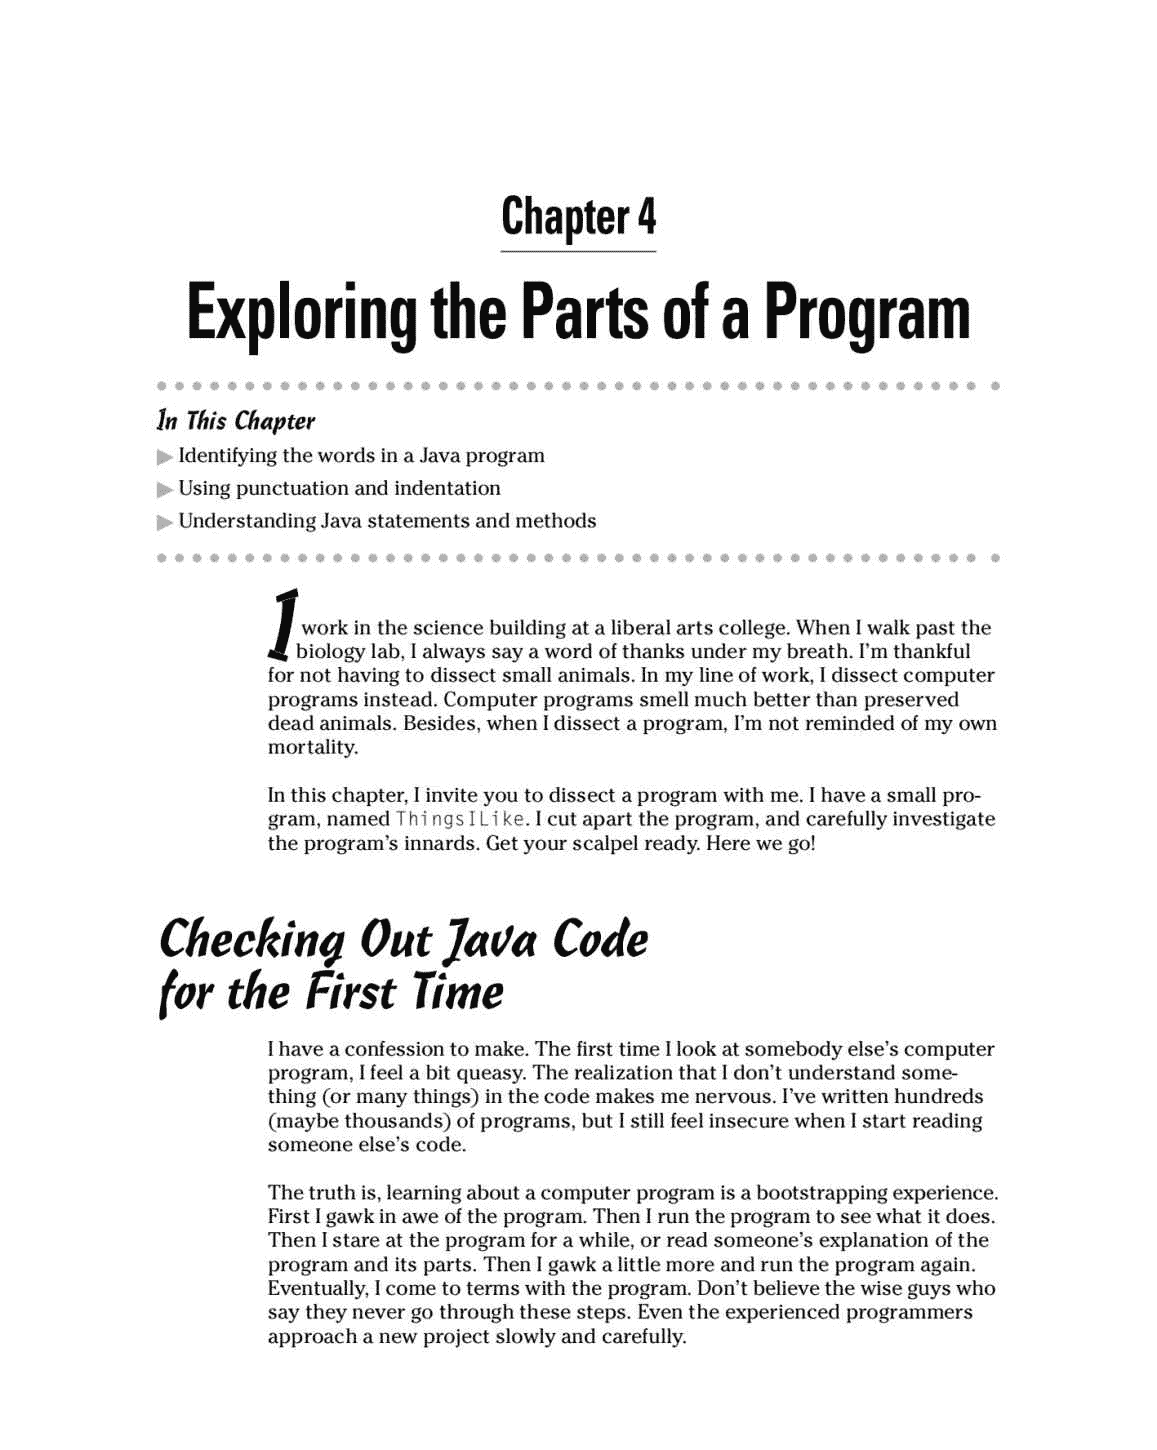 Chapter 4
Exploring the Parts of a Program
In This Chapter
Identifying the words in a Java program
Using punctuation and indentation
Understanding Java statements and methods
I work in the science building at a liberal arts college. When I walk past the
biology lab, I always say a word of thanks under my breath. I’m thankful
for not having to dissect small animals. In my line of work, I dissect computer
programs instead. Computer programs smell much better than preserved
dead animals. Besides, when I dissect a program, I’m not reminded of my own
mortality.
In this chapter, I invite you to dissect a program with me. I have a small pro-
gram, named ThingsILike. I cut apart the program, and carefully investigate
the program’s innards. Get your scalpel ready. Here we go!
Checking Out Java Code
for the First Time
I have a confession to make. The first time I look at somebody else’s computer
program, I feel a bit queasy. The realization that I don’t understand some-
thing (or many things) in the code makes me nervous. I’ve written hundreds
(maybe thousands) of programs, but I still feel insecure when I start reading
someone else’s code.
The truth is, learning about a computer program is a bootstrapping experience.
First I gawk in awe of the program. Then I run the program to see what it does.
Then I stare at the program for a while, or read someone’s explanation of the
program and its parts. Then I gawk a little more and run the program again.
Eventually, I come to terms with the program. Don’t believe the wise guys who
say they never go through these steps. Even the experienced programmers
approach a new project slowly and carefully.